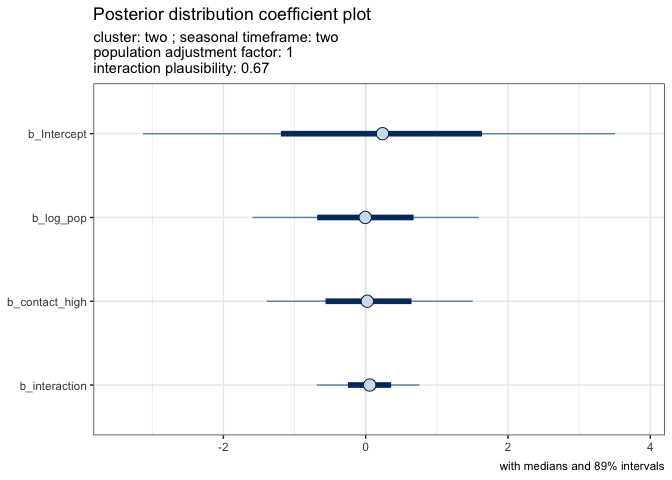 Posterior distribution coefficient plot
cluster: two ; seasonal timeframe: two
population adjustment factor: 1
interaction plausibility: 0.67
b_Intercept
b_log_pop
b_contact_high
b_interaction
-2
0
2
4
with medians and 89% intervals